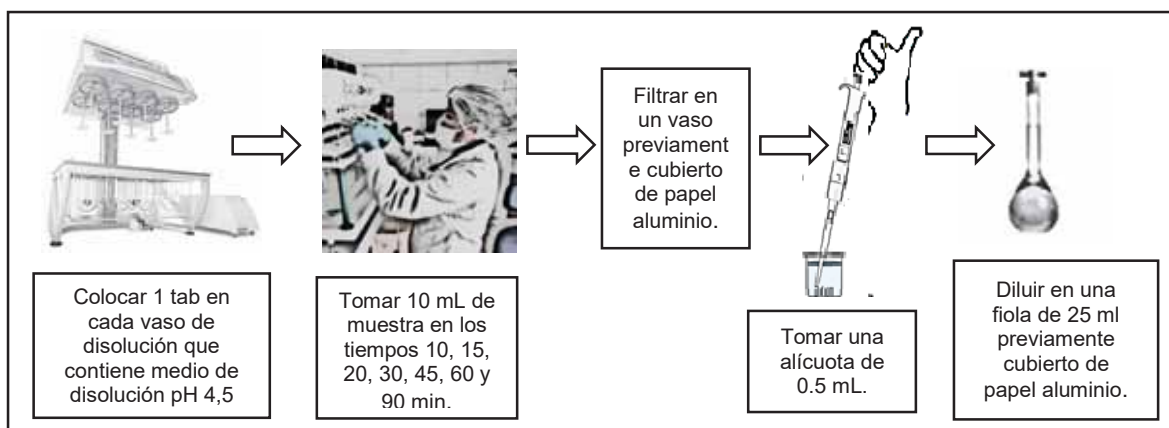 Colocar 1 tab en
cada vaso de
disolución que
contiene medio de
disolución pH 4,5
Tomar 10 mL de
muestra en los
tiempos 10, 15,
20, 30, 45, 60 y
90 min.
Filtrar en
un vaso
previament
e cubierto
de papel
aluminio.
Tomar una
alícuota de
0.5 mL.
Diluir en una
fiola de 25 ml
previamente
cubierto de
papel aluminio.